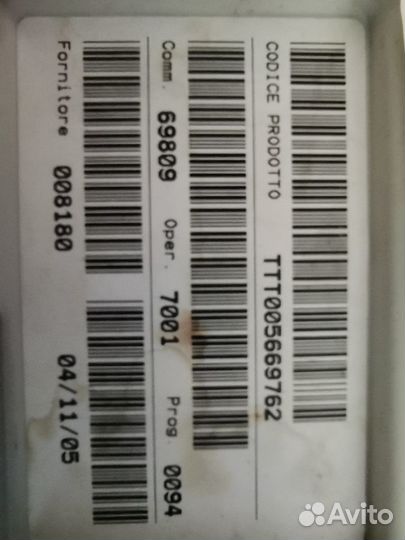 CODICE PRODOTTO TTT005669762
Comm. 69809 Oper. 7001 Prog. 0094
Fornitore 008180 04/11/05
Avito